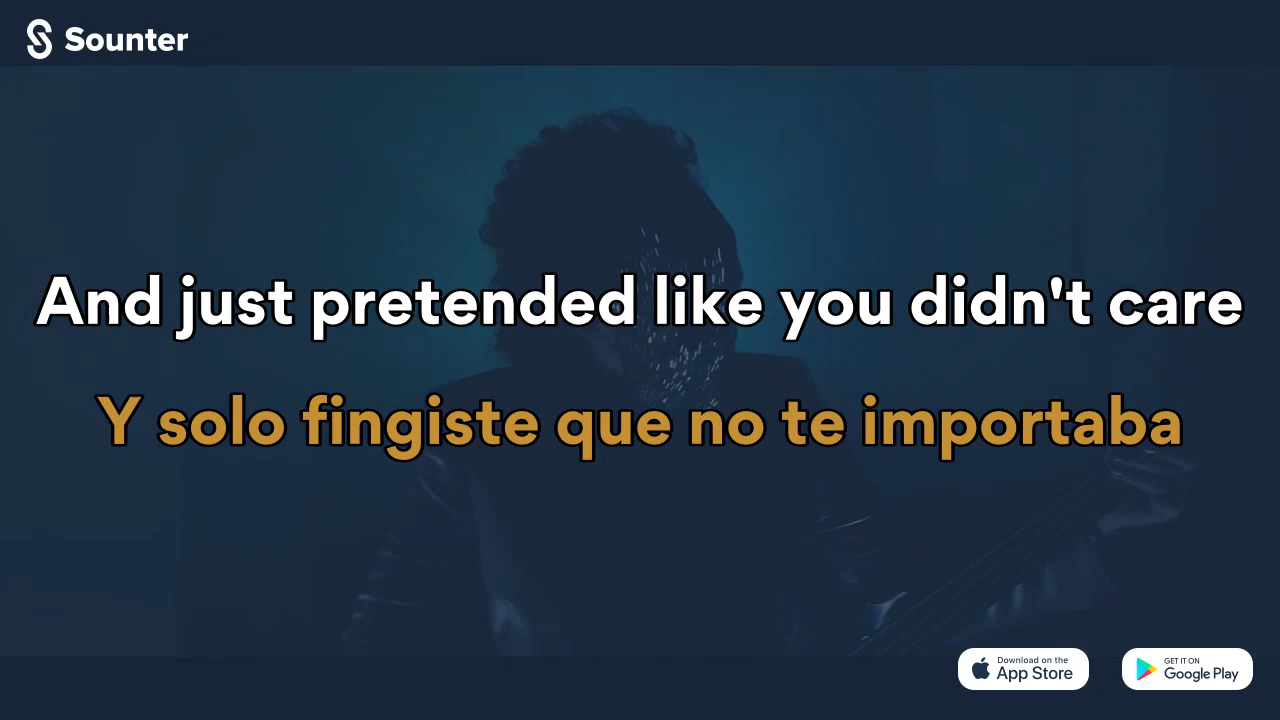 Sounter
And just pretended like you didn't care
Y solo fingiste que no te importaba
Download on the
App Store
GET IT ON
Google Play